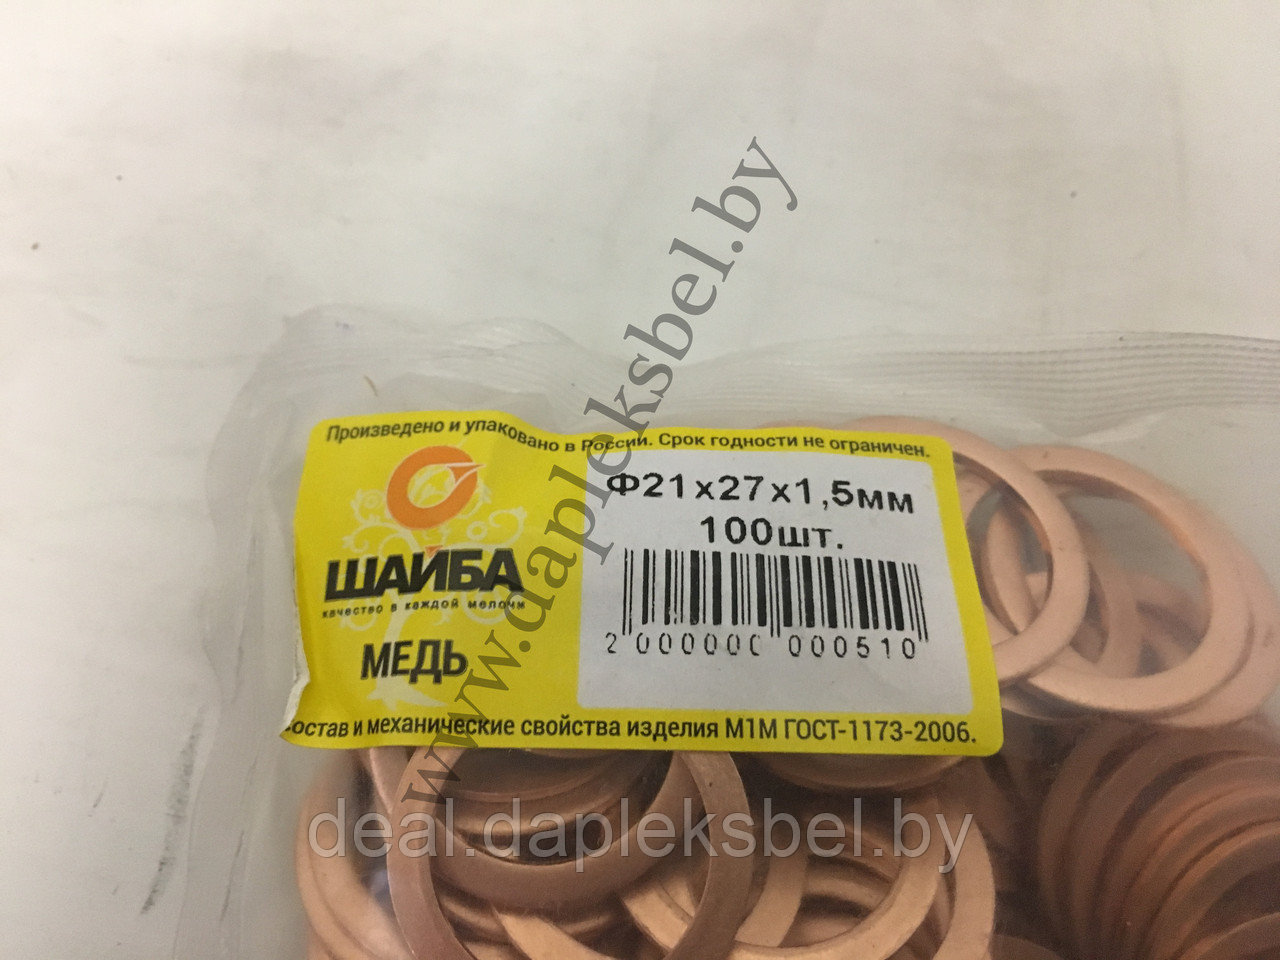 Произведено и упаковано в России. Срок годности не ограничен.
ШАЙБА
качество в каждой мелочи
МЕДЬ
Ф21х27х1,5мм
100шт.
2 000000 000510
Состав и механические свойства изделия М1М ГОСТ-1173-2006.
www.dapleksbel.by
deal.dapleksbel.by